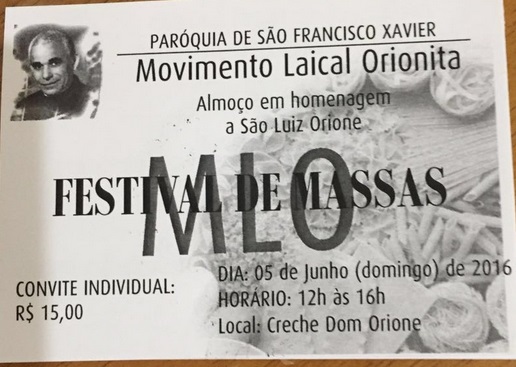 PARÓQUIA DE SÃO FRANCISCO XAVIER
Movimento Laical Orionita
Almoço em homenagem
a São Luiz Orione
FESTIVAL DE MASSAS
MLO
CONVITE INDIVIDUAL:
R$ 15,00
DIA: 05 de Junho (domingo) de 2016
HORÁRIO: 12h às 16h
Local: Creche Dom Orione